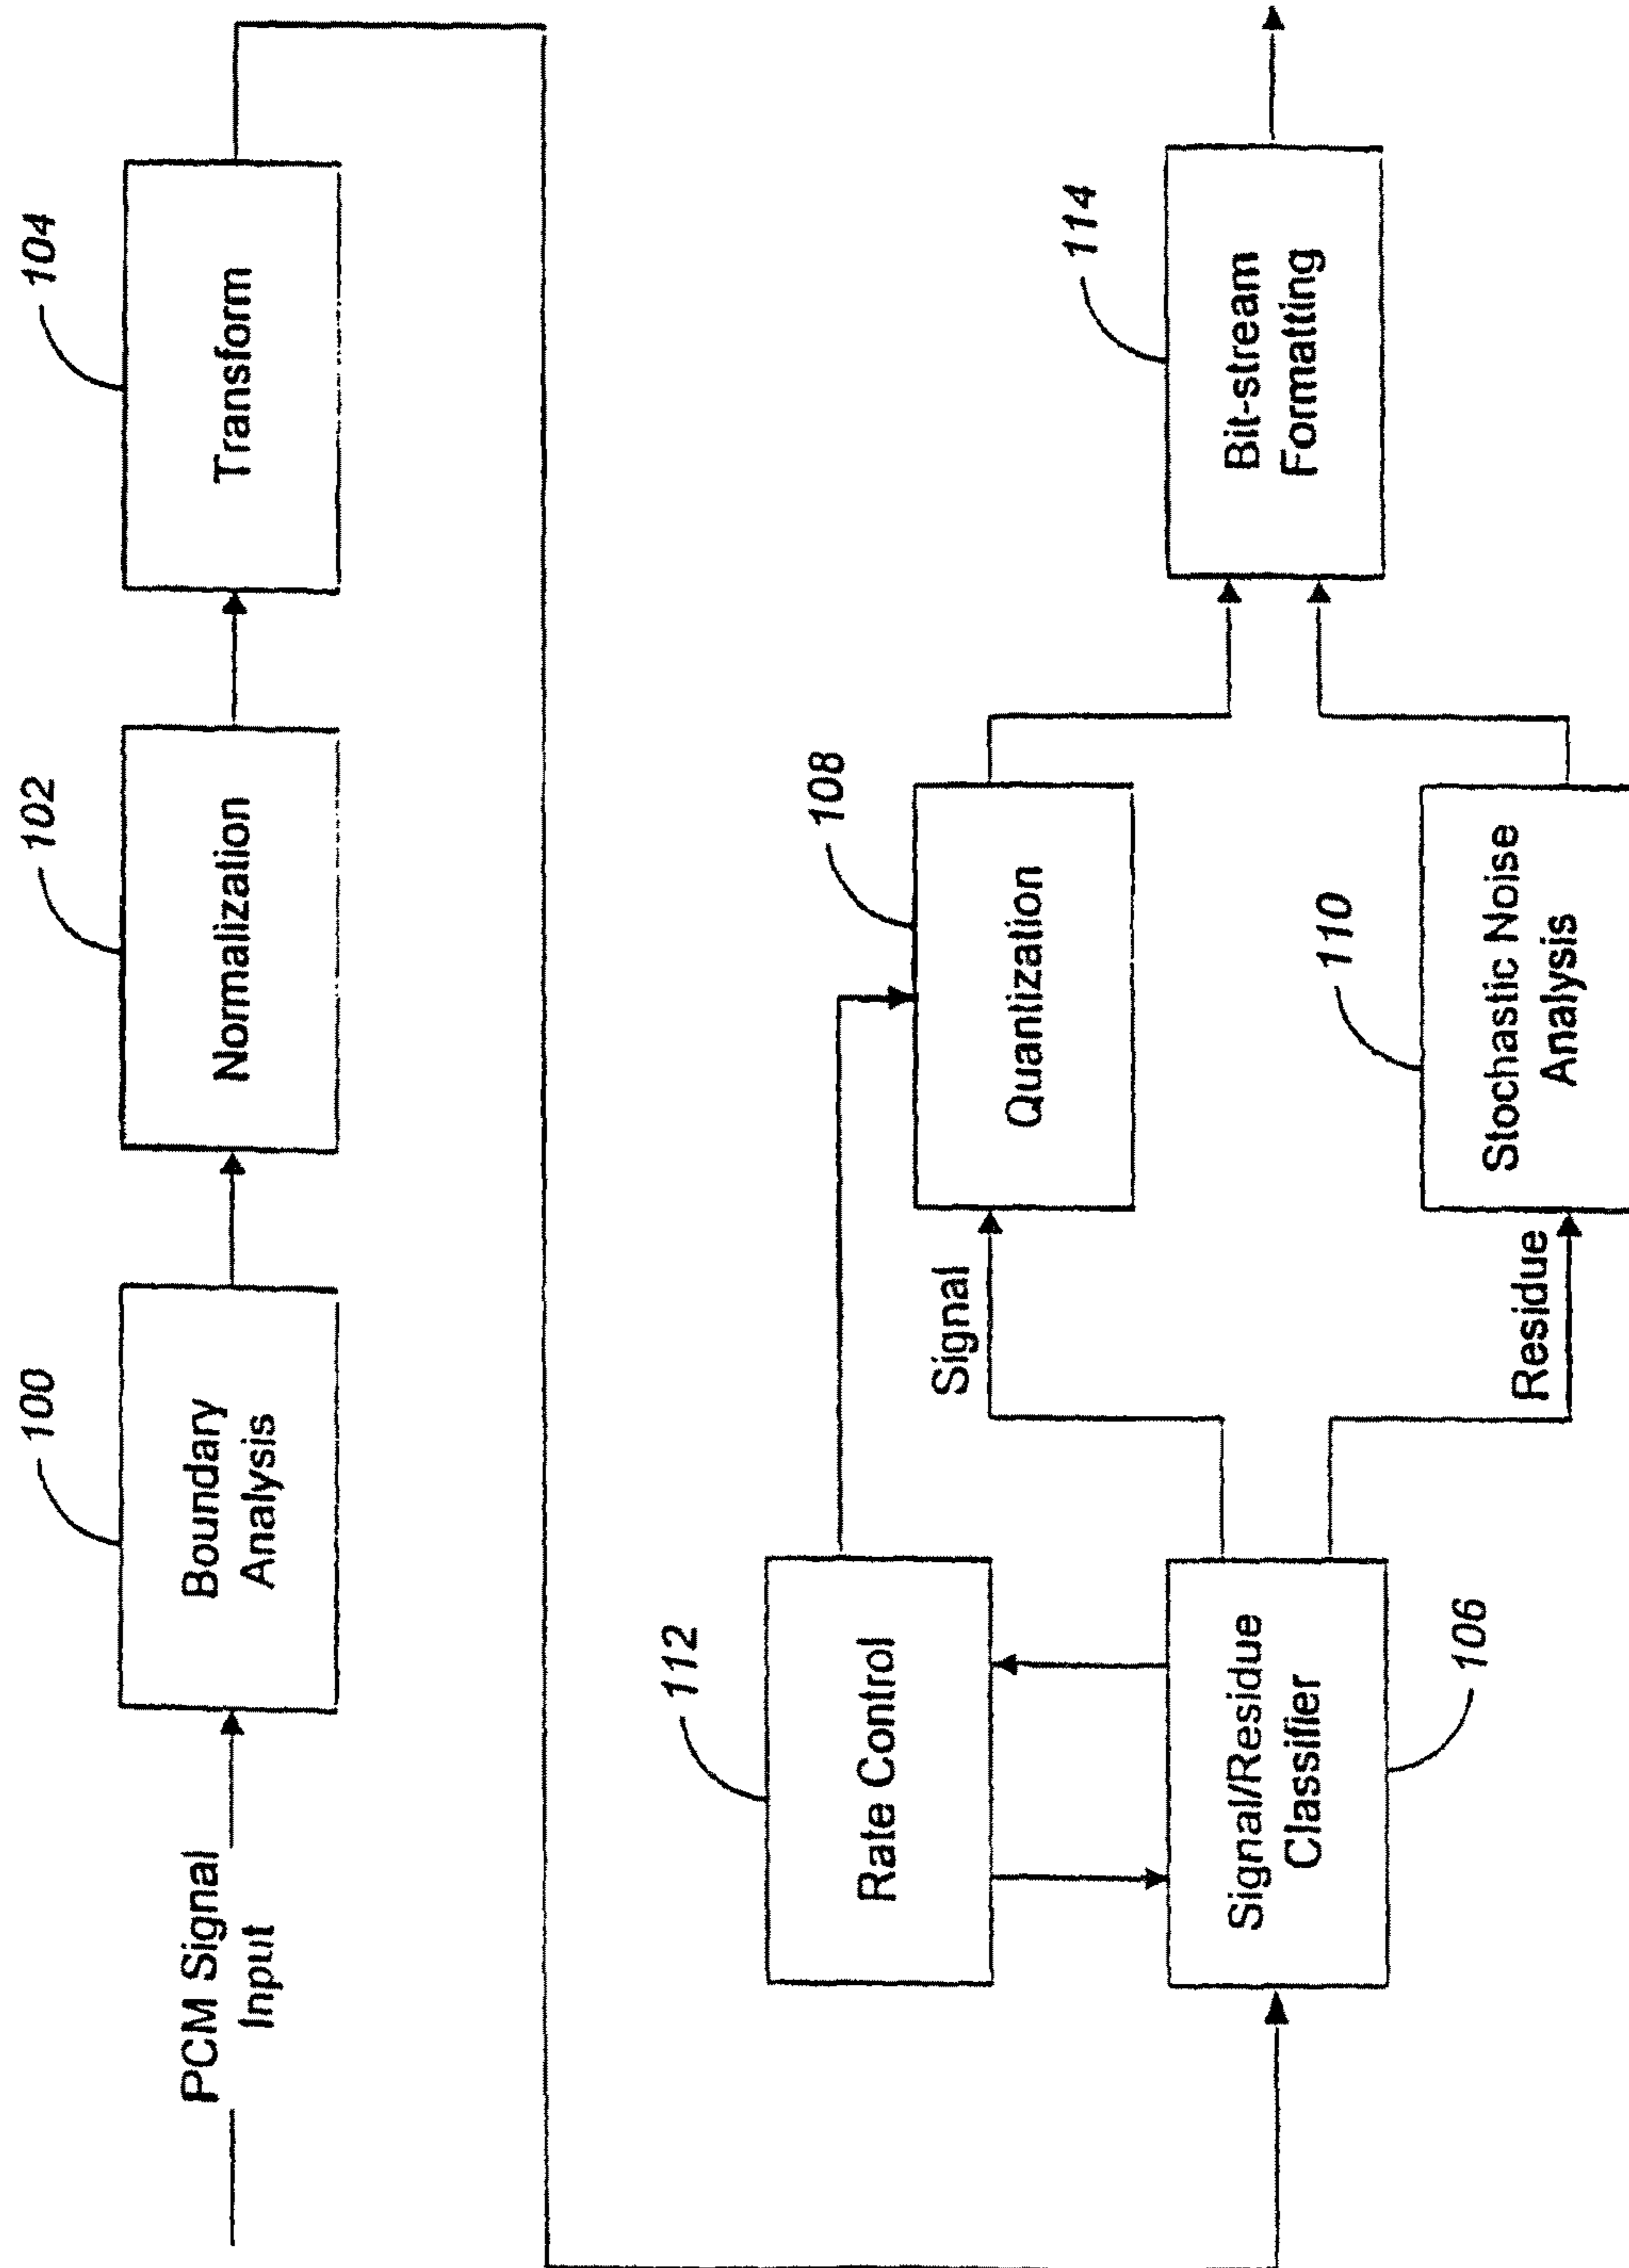 PCM Signal
Input
100
Boundary
Analysis
102
Normalization
104
Transform
112
Rate Control
Signal/Residue
Classifier
106
Signal
108
Quantization
Residue
110
Stochastic Noise
Analysis
114
Bit-stream
Formatting